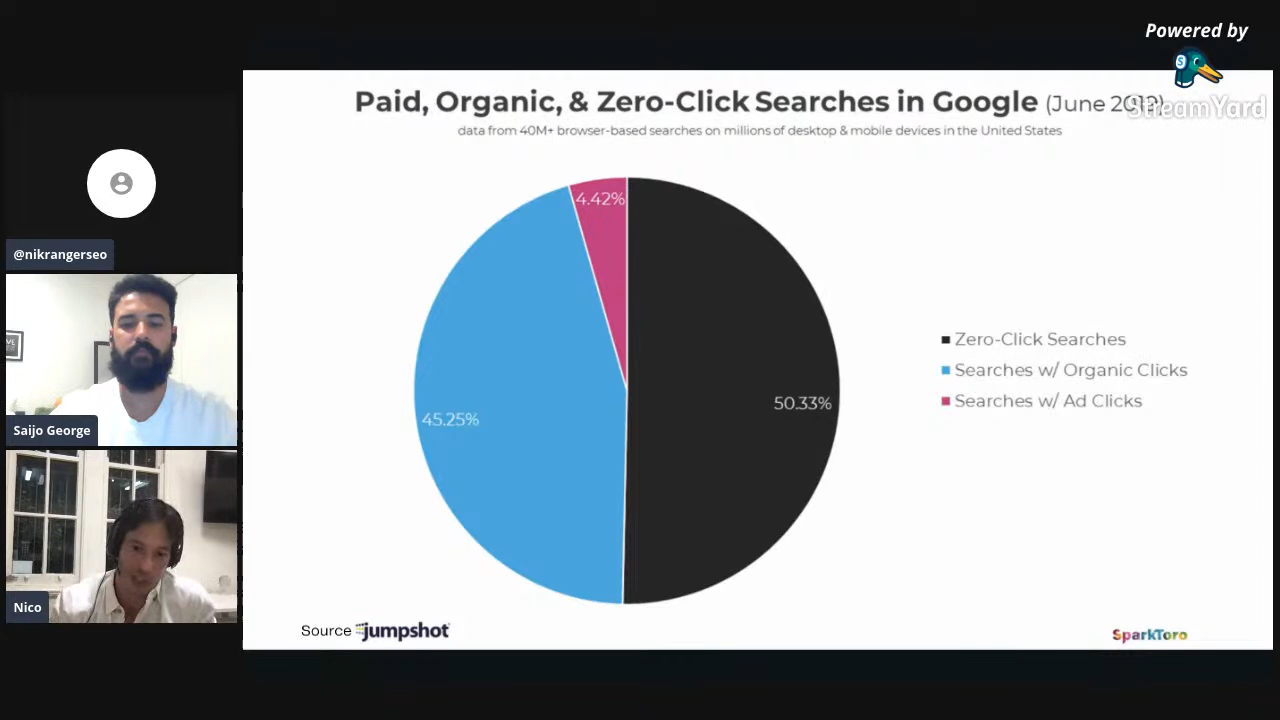 Powered by
StreamYard
Paid, Organic, & Zero-Click Searches in Google (June
data from 40M+ browser-based searches on millions of desktop & mobile devices in the United States
4.42%
45.25%
50.33%
Zero-Click Searches
Searches w/ Organic Clicks
Searches w/ Ad Clicks
Source jumpshot
SparkToro
@nikrangerseo
Saijo George
Nico